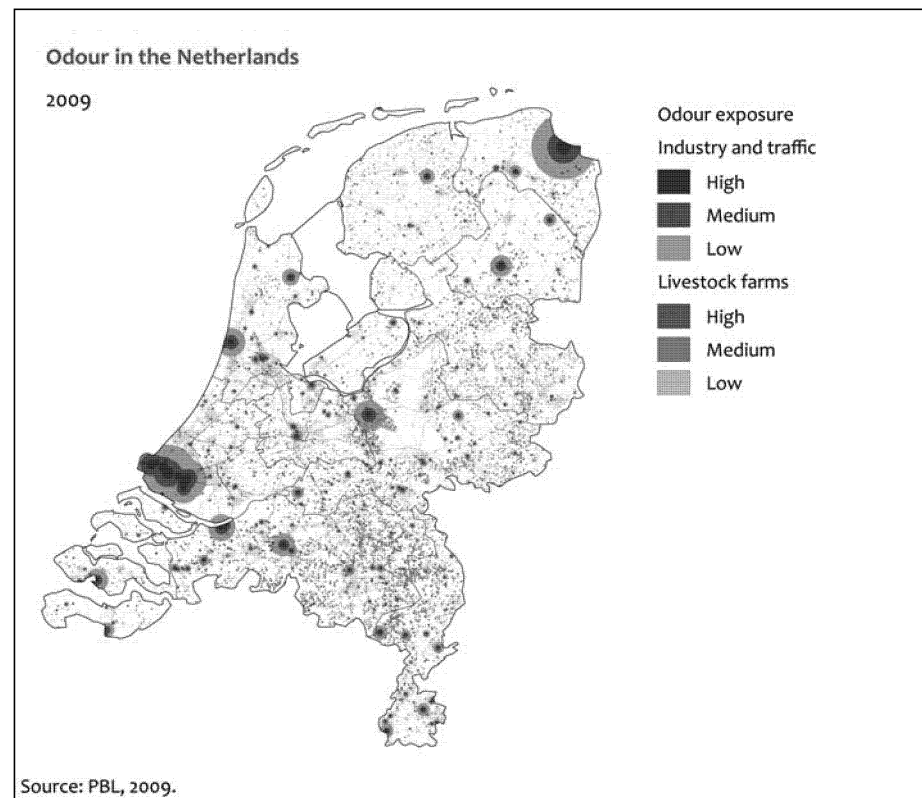 Odour in the Netherlands
2009
Odour exposure
Industry and traffic
High
Medium
Low
Livestock farms
High
Medium
Low
Source: PBL, 2009.